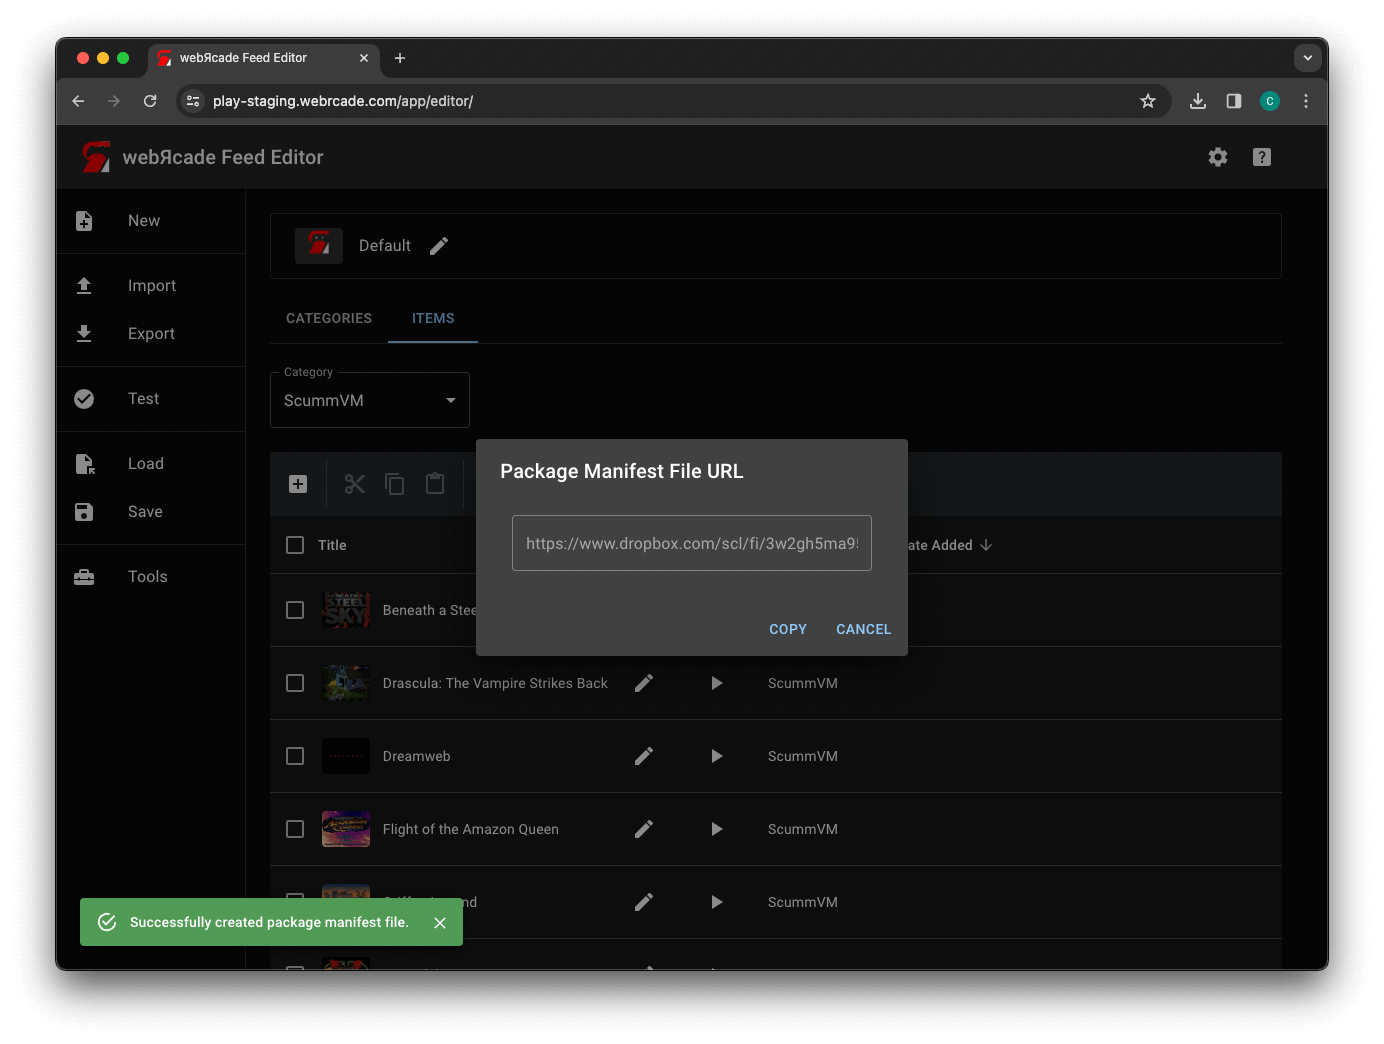 webЯcade Feed Editor
play-staging.webrcade.com/app/editor/
C
webЯcade Feed Editor
?
New
Import
Export
Test
Load
Save
Tools
Default
CATEGORIES
ITEMS
Category
ScummVM
Package Manifest File URL
https://www.dropbox.com/scl/fi/3w2gh5ma9
COPY
CANCEL
Title
ate Added
STEEL
SKY
Beneath a Stee
Drascula: The Vampire Strikes Back
ScummVM
Dreamweb
ScummVM
Flight of the Amazon Queen
ScummVM
nd
ScummVM
Successfully created package manifest file.